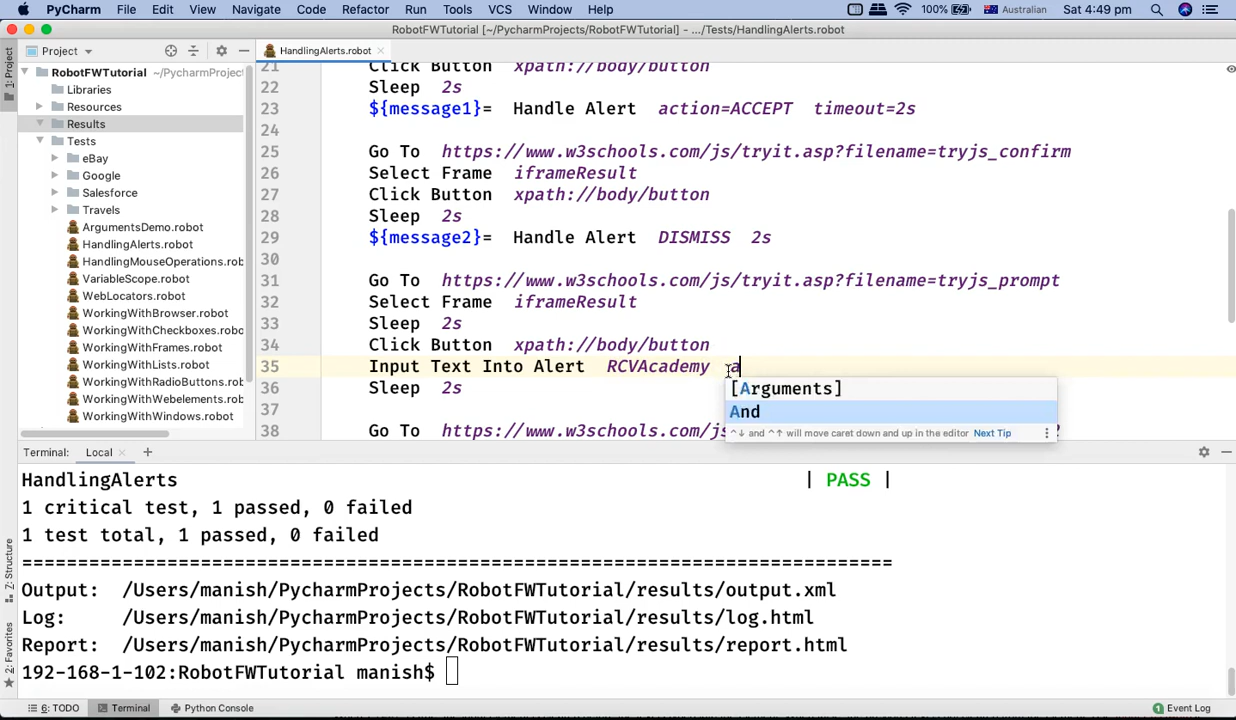 PyCharm File Edit View Navigate Code Refactor Run Tools VCS Window Help 100% Australian Sat 4:49 pm
RobotFWTutorial [~/PycharmProjects/RobotFWTutorial] - .../Tests/HandlingAlerts.robot
Project
HandlingAlerts.robot
1: Project
RobotFWTutorial ~/PycharmProjec
Libraries
Resources
Results
Tests
eBay
Google
Salesforce
Travels
ArgumentsDemo.robot
HandlingAlerts.robot
HandlingMouseOperations.rob
VariableScope.robot
WebLocators.robot
WorkingWithBrowser.robot
WorkingWithCheckboxes.robo
WorkingWithFrames.robot
WorkingWithLists.robot
WorkingWithRadioButtons.robot
WorkingWithWebelements.robot
WorkingWithWindows.robot
21 Click Button xpath://body/button
22 Sleep 2s
23 ${message1}= Handle Alert action=ACCEPT timeout=2s
24
25 Go To https://www.w3schools.com/js/tryit.asp?filename=tryjs_confirm
26 Select Frame iframeResult
27 Click Button xpath://body/button
28 Sleep 2s
29 ${message2}= Handle Alert DISMISS 2s
30
31 Go To https://www.w3schools.com/js/tryit.asp?filename=tryjs_prompt
32 Select Frame iframeResult
33 Sleep 2s
34 Click Button xpath://body/button
35 Input Text Into Alert RCVAcademy a
36 Sleep 2s
37
38 Go To https://www.w3schools.com/js
[Arguments]
And
^↓ and ^↑ will move caret down and up in the editor Next Tip
Terminal: Local
HandlingAlerts | PASS |
1 critical test, 1 passed, 0 failed
1 test total, 1 passed, 0 failed
==============================================================================
Output: /Users/manish/PycharmProjects/RobotFWTutorial/results/output.xml
Log: /Users/manish/PycharmProjects/RobotFWTutorial/results/log.html
Report: /Users/manish/PycharmProjects/RobotFWTutorial/results/report.html
192-168-1-102:RobotFWTutorial manish$
Z: Structure
2: Favorites
6: TODO Terminal Python Console 1 Event Log